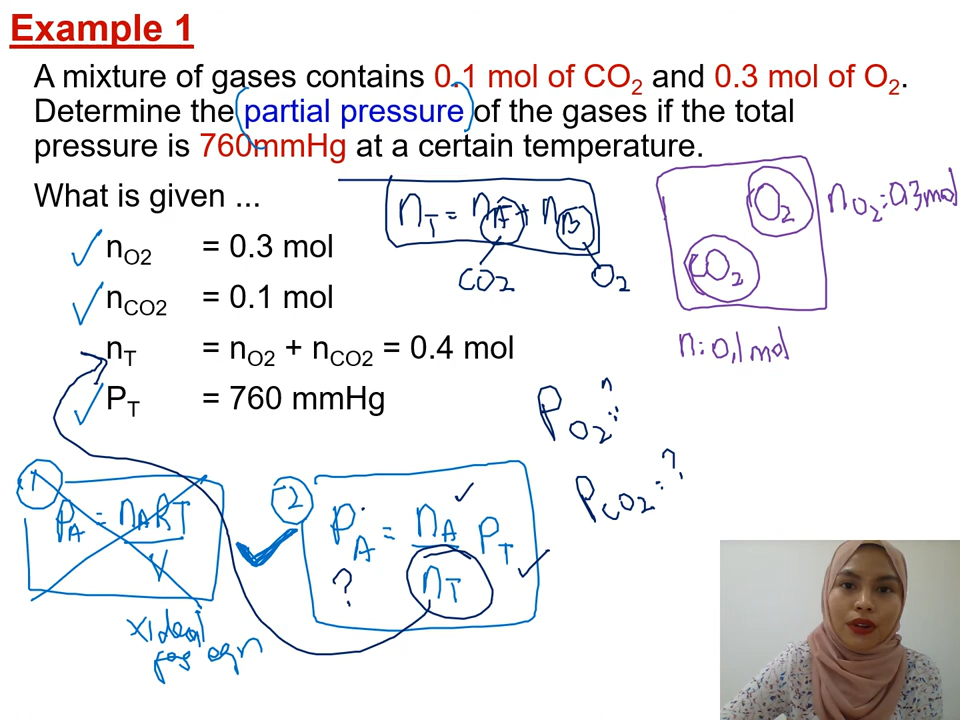 Example 1
A mixture of gases contains 0.1 mol of CO₂ and 0.3 mol of O₂.
Determine the (partial pressure) of the gases if the total
pressure is 760mmHg at a certain temperature.
What is given ...
✓ nO2 = 0.3 mol
✓ nCO2 = 0.1 mol
nT = nO2 + nCO2 = 0.4 mol
✓ PT = 760 mmHg
nT = nA + nB
CO2
O2
O2
nO2 = 0.3 mol
CO2
n = 0.1 mol
PO2 =
PCO2 = ?
1
PA = nART
V
x Ideal
gas eqn
2
PA = nA PT
nT
?